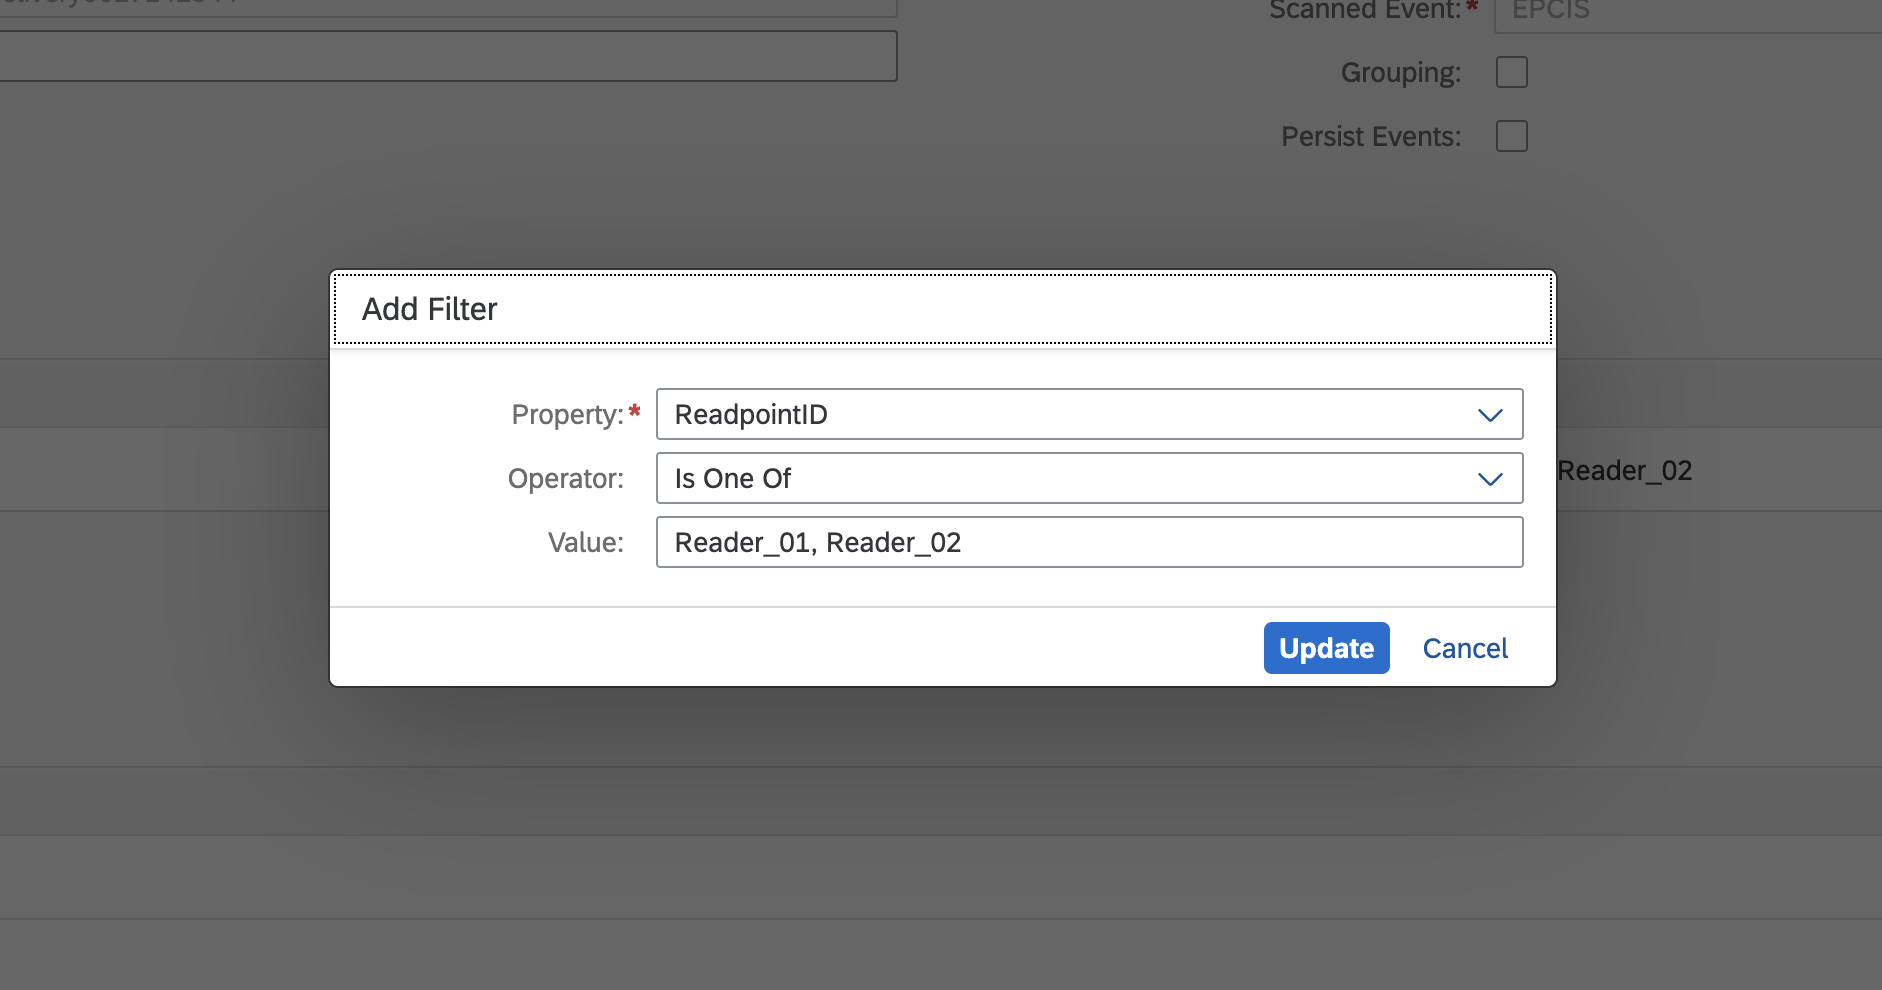 Scanned Event:*
EPCIS
Grouping:
Persist Events:
Add Filter
Property:* ReadpointID
Operator: Is One Of
Reader_02
Value: Reader_01, Reader_02
Update Cancel